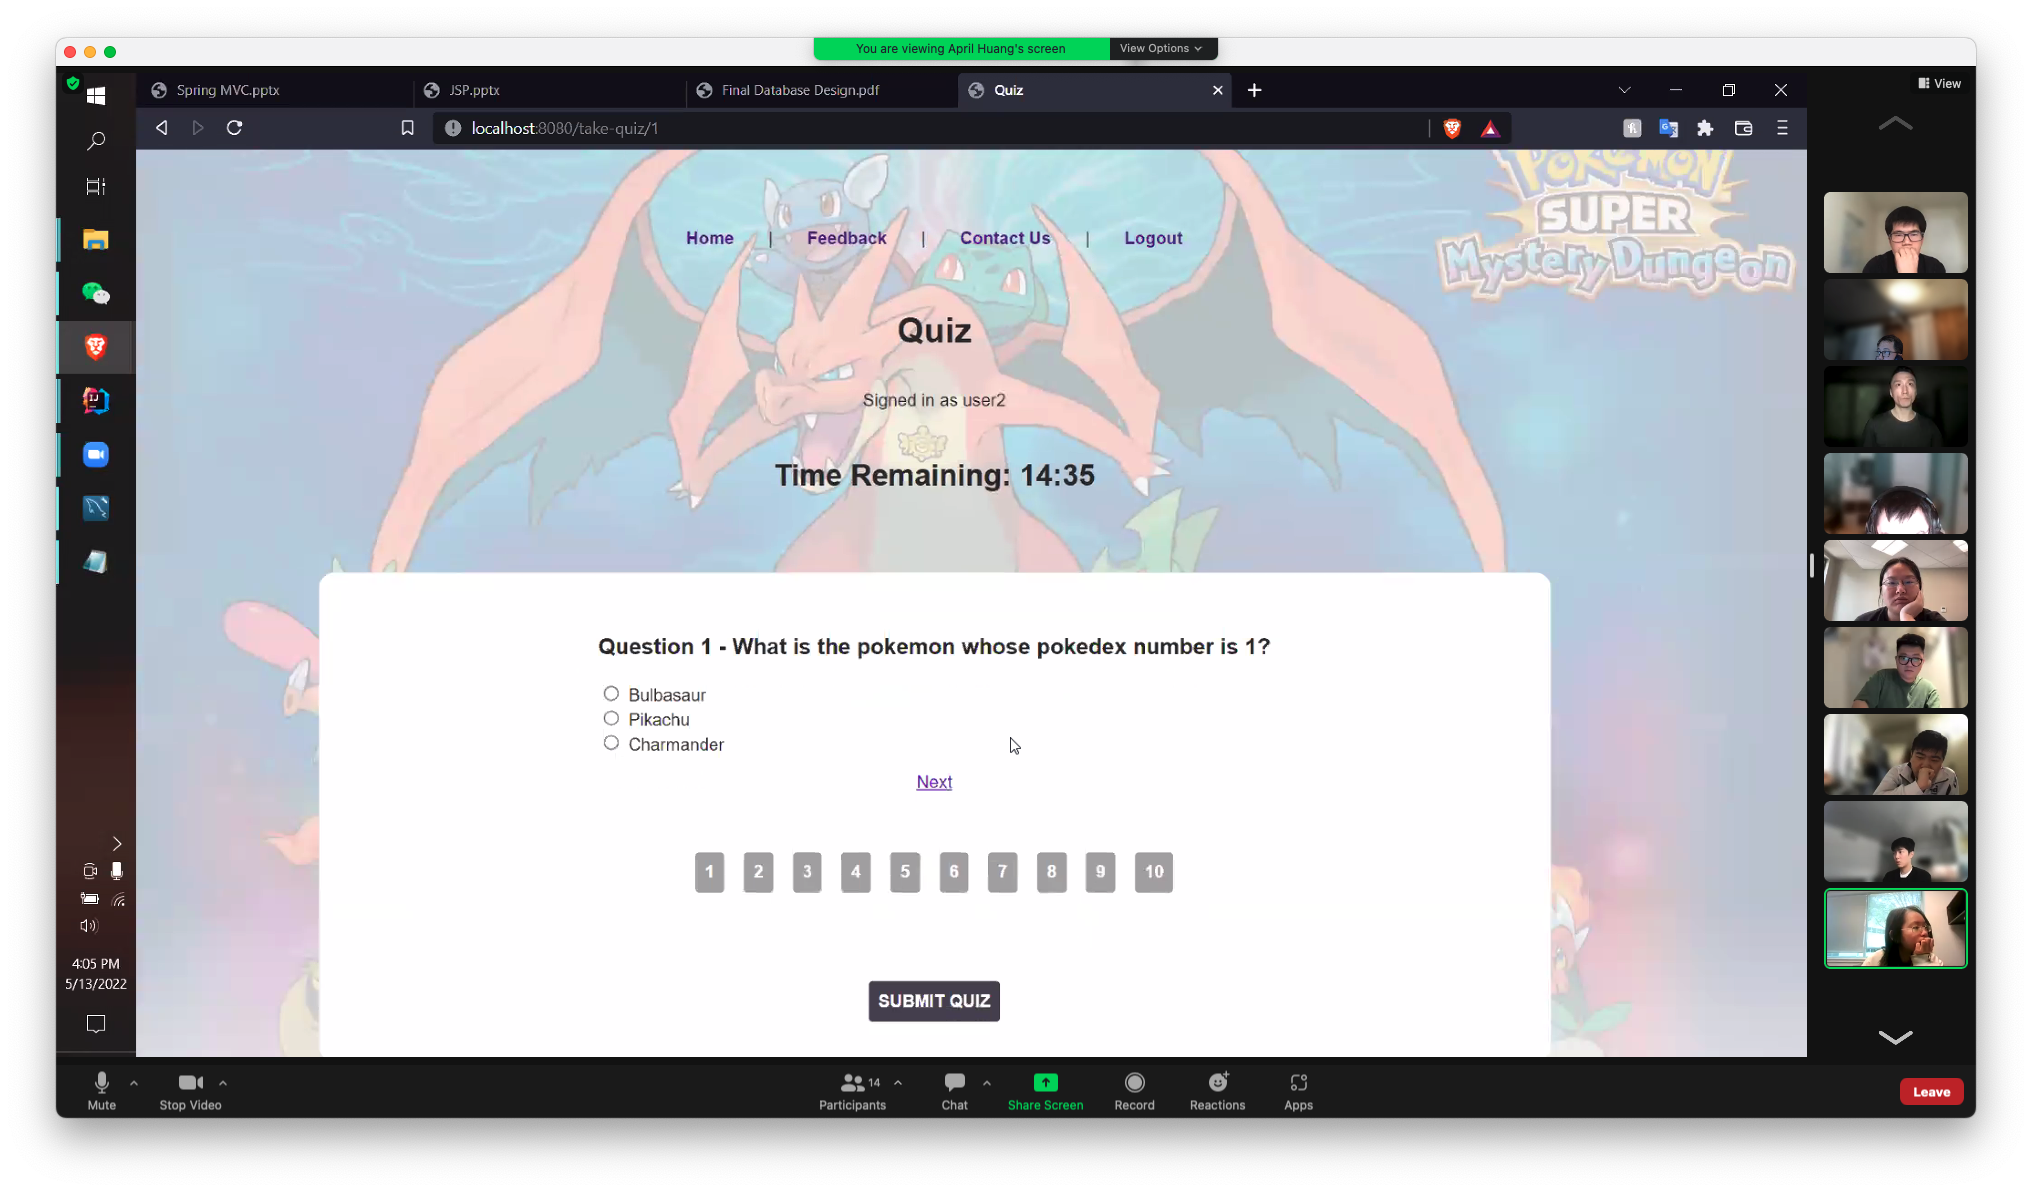 You are viewing April Huang's screen View Options
View
Spring MVC.pptx JSP.pptx Final Database Design.pdf Quiz
localhost:8080/take-quiz/1
POKÉMON
SUPER
Mystery Dungeon
Home | Feedback | Contact Us | Logout
Quiz
Signed in as user2
Time Remaining: 14:35
Question 1 - What is the pokemon whose pokedex number is 1?
Bulbasaur
Pikachu
Charmander
Next
1 2 3 4 5 6 7 8 9 10
SUBMIT QUIZ
4:05 PM
5/13/2022
Mute Stop Video 14 Participants Chat Share Screen Record Reactions Apps Leave